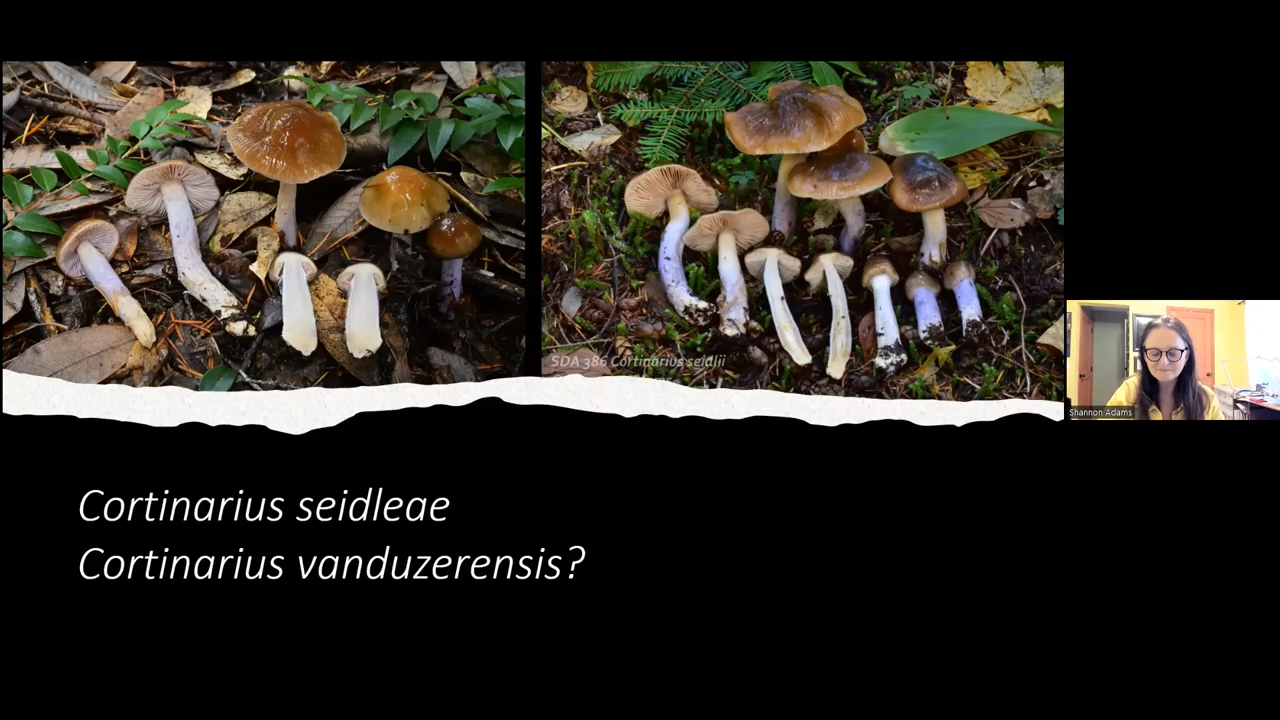 SDA 386 Cortinarius seidlii
Shannon Adams
Cortinarius seidleae
Cortinarius vanduzerensis?